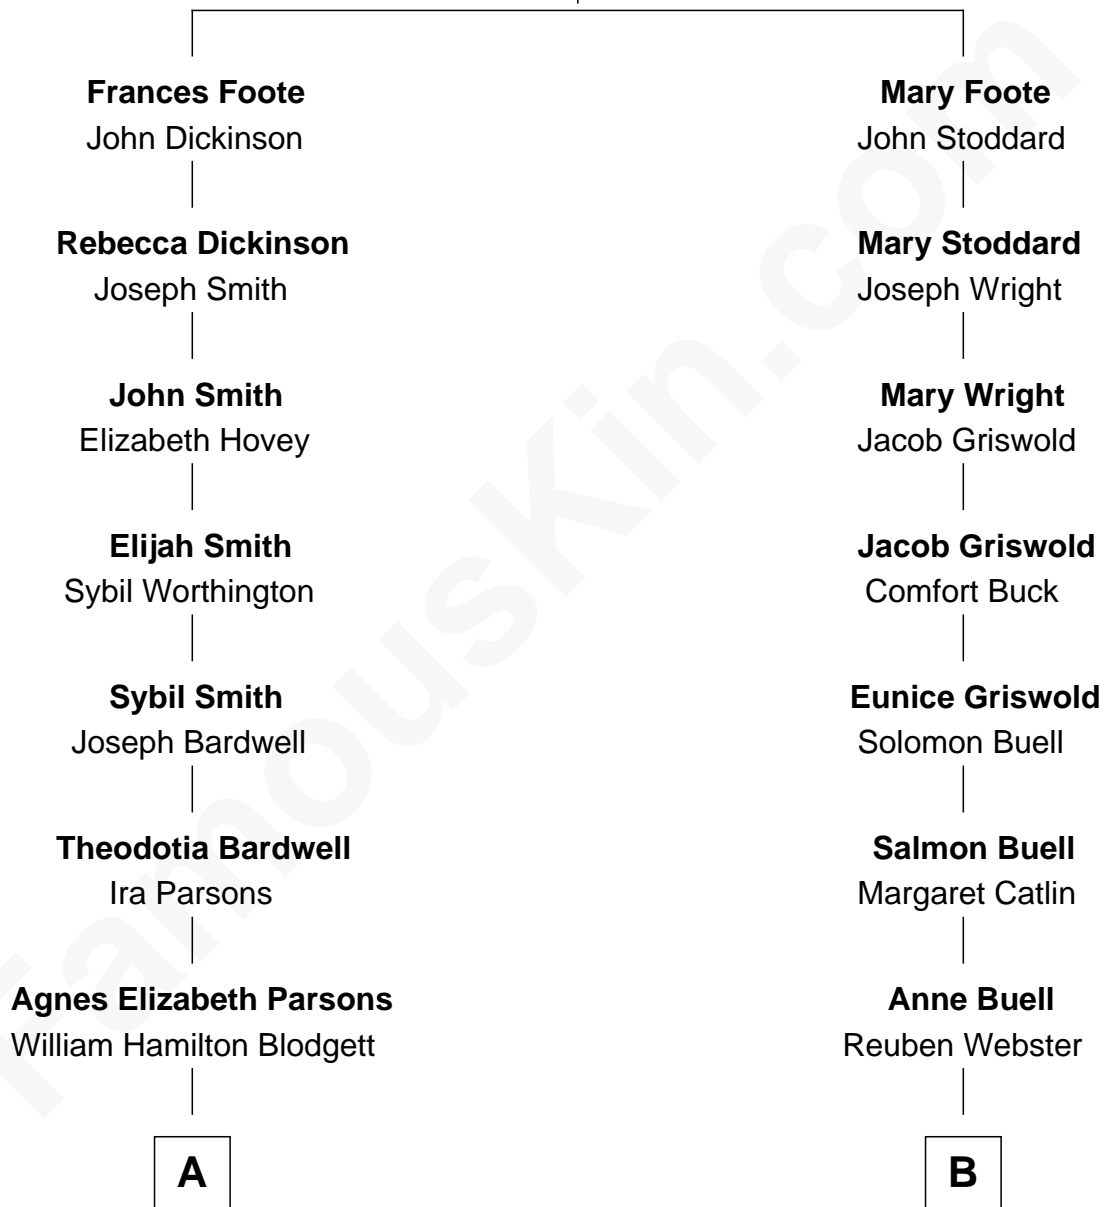 Frances Foote
John Dickinson
Mary Foote
John Stoddard
Rebecca Dickinson
Joseph Smith
Mary Stoddard
Joseph Wright
John Smith
Elizabeth Hovey
Mary Wright
Jacob Griswold
Elijah Smith
Sybil Worthington
Jacob Griswold
Comfort Buck
Sybil Smith
Joseph Bardwell
Eunice Griswold
Solomon Buell
Theodotia Bardwell
Ira Parsons
Salmon Buell
Margaret Catlin
Agnes Elizabeth Parsons
William Hamilton Blodgett
Anne Buell
Reuben Webster
A
B
FamousKin.com